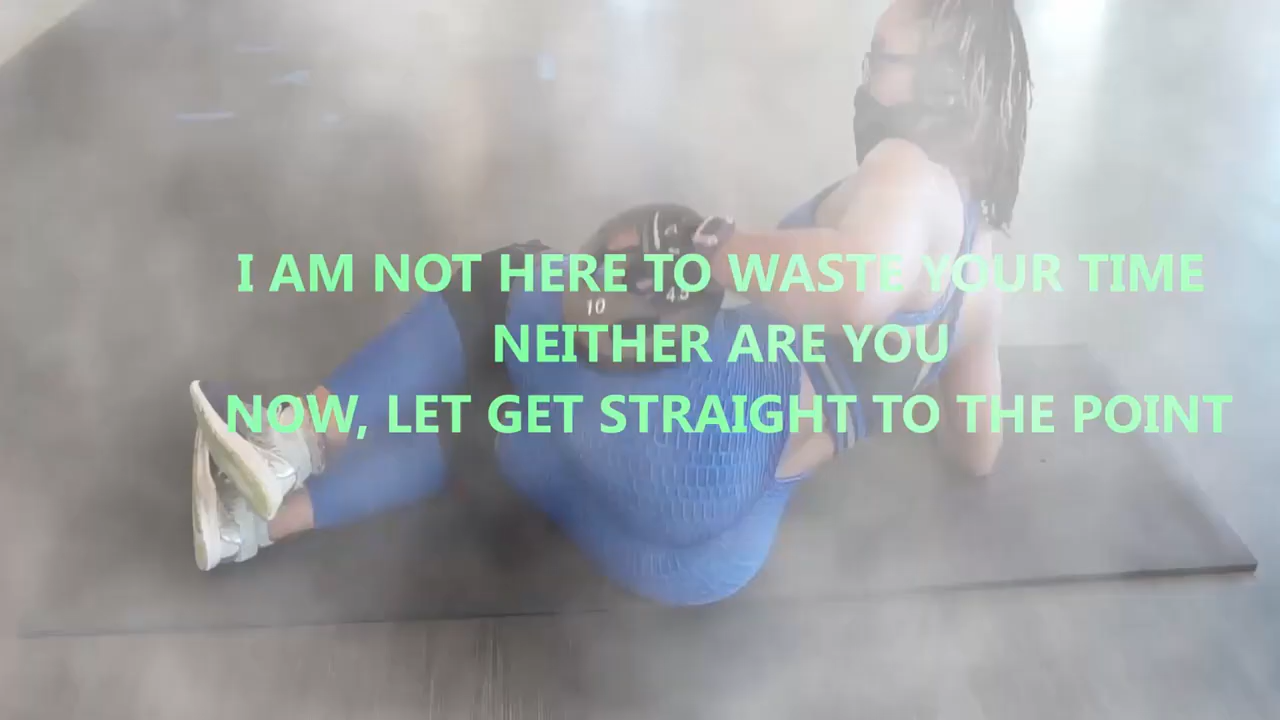 I AM NOT HERE TO WASTE YOUR TIME
NEITHER ARE YOU
NOW, LET GET STRAIGHT TO THE POINT
10
45